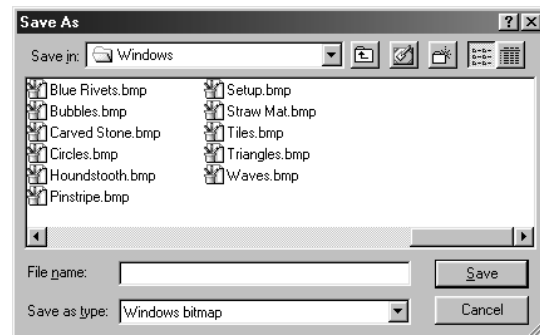 Save As
Save in: Windows
Blue Rivets.bmp Setup.bmp
Bubbles.bmp Straw Mat.bmp
Carved Stone.bmp Tiles.bmp
Circles.bmp Triangles.bmp
Houndstooth.bmp Waves.bmp
Pinstripe.bmp
File name: Save
Save as type: Windows bitmap Cancel